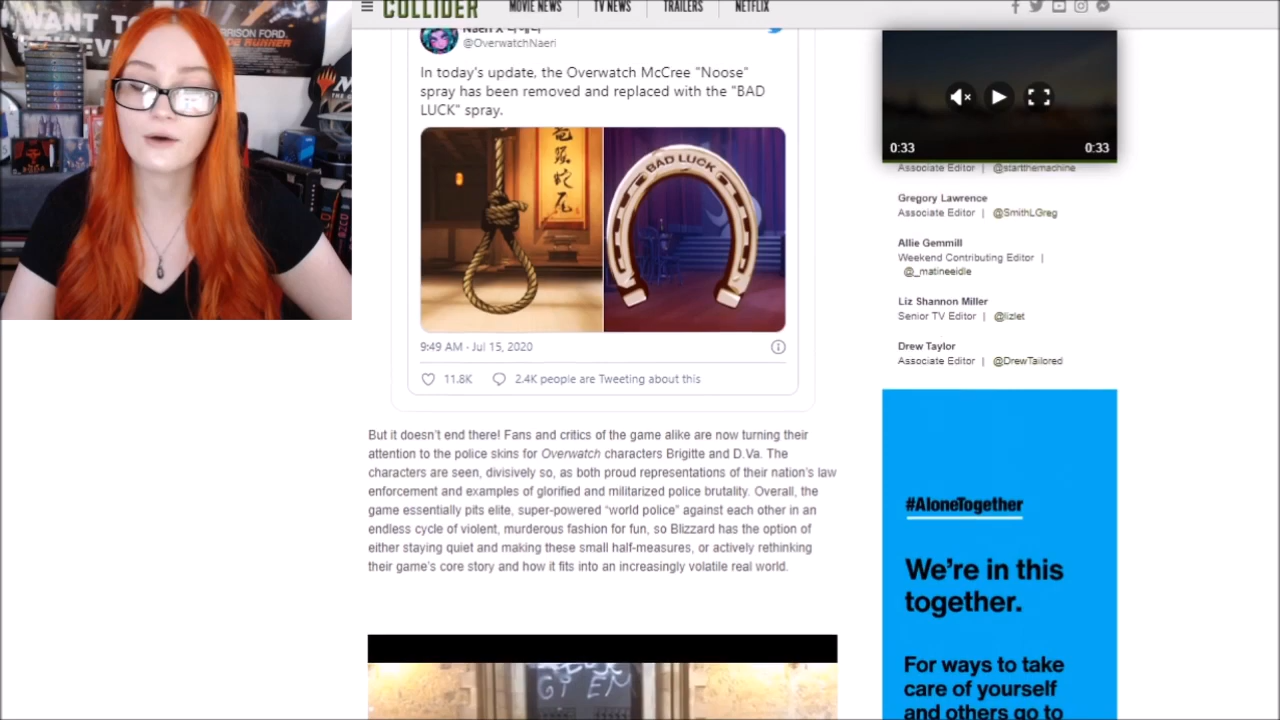 WANT TO
HARRISON FORD.
COLLIDER
MOVIE NEWS
TV NEWS
TRAILERS
NETFLIX
@OverwatchNaeri
In today's update, the Overwatch McCree "Noose"
spray has been removed and replaced with the "BAD
LUCK" spray.
BAD LUCK
9:49 AM · Jul 15, 2020
11.8K
2.4K people are Tweeting about this
But it doesn't end there! Fans and critics of the game alike are now turning their
attention to the police skins for Overwatch characters Brigitte and D.Va. The
characters are seen, divisively so, as both proud representations of their nation's law
enforcement and examples of glorified and militarized police brutality. Overall, the
game essentially pits elite, super-powered "world police" against each other in an
endless cycle of violent, murderous fashion for fun, so Blizzard has the option of
either staying quiet and making these small half-measures, or actively rethinking
their game's core story and how it fits into an increasingly volatile real world.
0:33
0:33
Associate Editor | @startthemachine
Gregory Lawrence
Associate Editor | @SmithLGreg
Allie Gemmill
Weekend Contributing Editor |
@_matineeidle
Liz Shannon Miller
Senior TV Editor | @lizlet
Drew Taylor
Associate Editor | @DrewTailored
#AloneTogether
We're in this
together.
For ways to take
care of yourself
and others go to